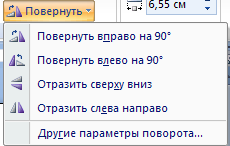 Повернуть
6,55 см
Повернуть вправо на 90°
Повернуть влево на 90°
Отразить сверху вниз
Отразить слева направо
Другие параметры поворота...